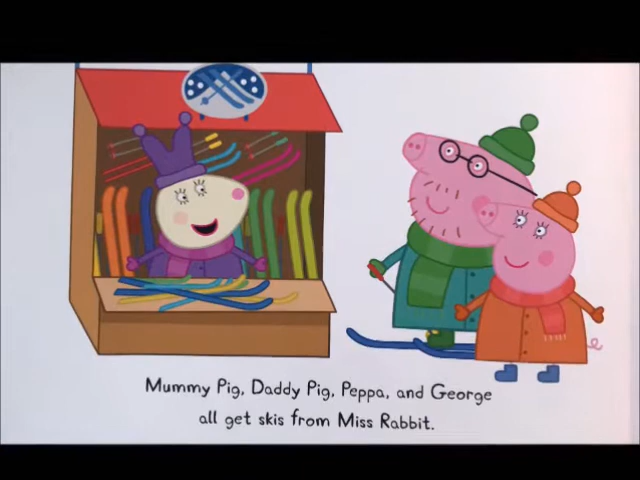 Mummy Pig, Daddy Pig, Peppa, and George
all get skis from Miss Rabbit.